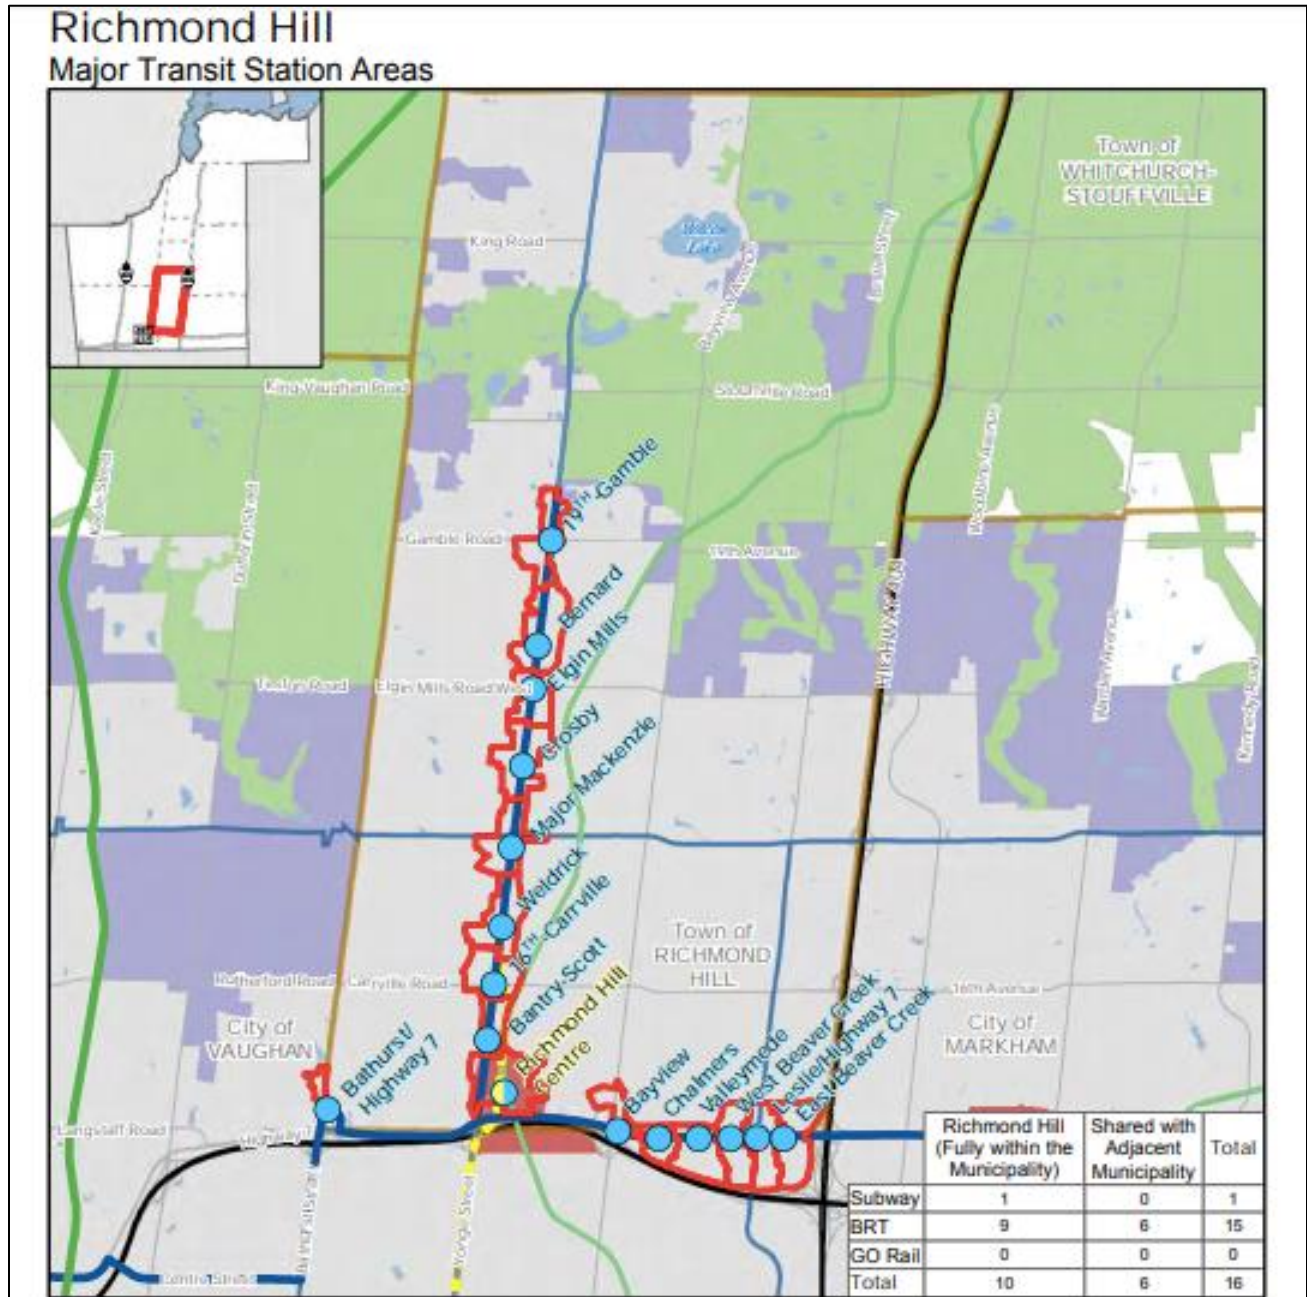 Richmond Hill
Major Transit Station Areas
Town of
WHITCHURCH-
STOUFFVILLE
King Road
Bayview Avenue
King-Vaughan Road
Stouffville Road
Keele Street
Dufferin Street
Woodbine Avenue
19TH-Gamble
Gamble Road
19th Avenue
Bernard
HIGHWAY 404
Elgin Mills
Teston Road
Elgin Mills Road West
Warden Avenue
Kennedy Road
Crosby
Major Mackenzie
Weldrick
16TH-Carrville
Town of
RICHMOND
HILL
Rutherford Road
Carrville Road
16th Avenue
Bantry-Scott
City of
VAUGHAN
City of
MARKHAM
Richmond Hill
Centre
Bathurst/
Highway 7
Bayview
Chalmers
Valleymede
West Beaver Creek
Leslie/Highway 7
East Beaver Creek
Langstaff Road
Highway 7
Bathurst Street
Yonge Street
Centre Street
Richmond Hill
(Fully within the
Municipality)
Shared with
Adjacent
Municipality
Total
Subway 1 0 1
BRT 9 6 15
GO Rail 0 0 0
Total 10 6 16